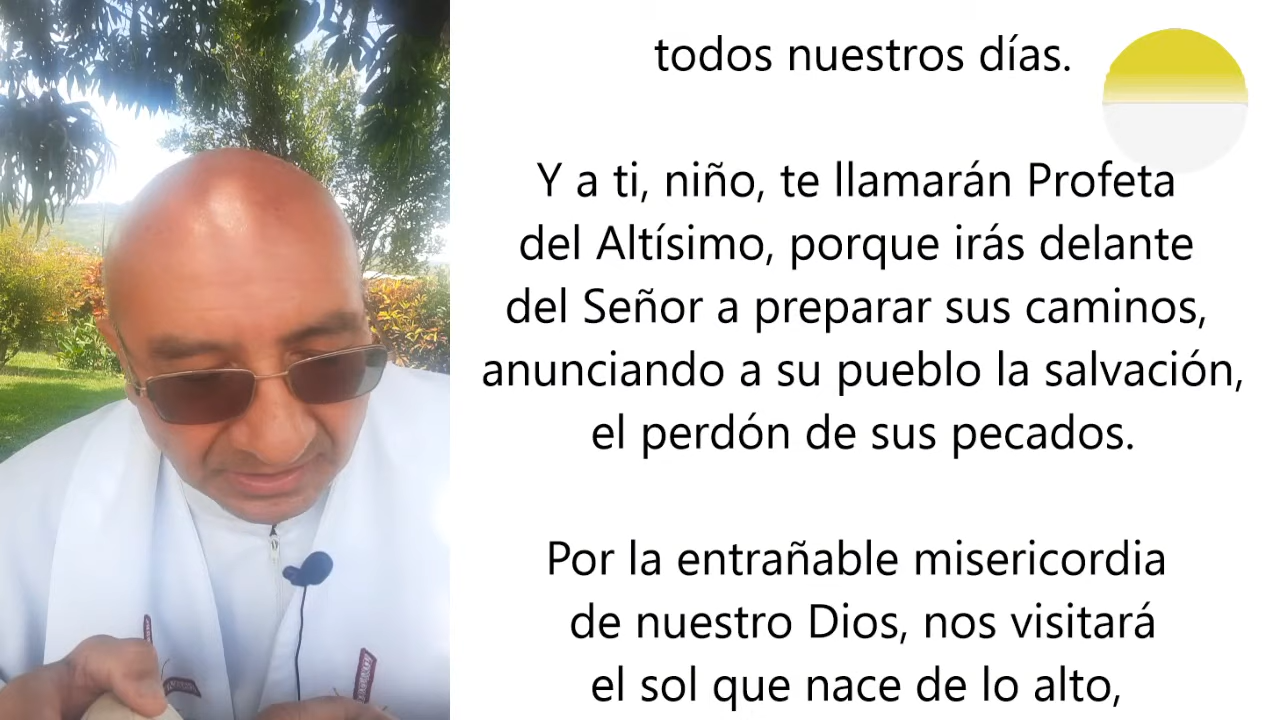 todos nuestros días.
Y a ti, niño, te llamarán Profeta
del Altísimo, porque irás delante
del Señor a preparar sus caminos,
anunciando a su pueblo la salvación,
el perdón de sus pecados.
Por la entrañable misericordia
de nuestro Dios, nos visitará
el sol que nace de lo alto,